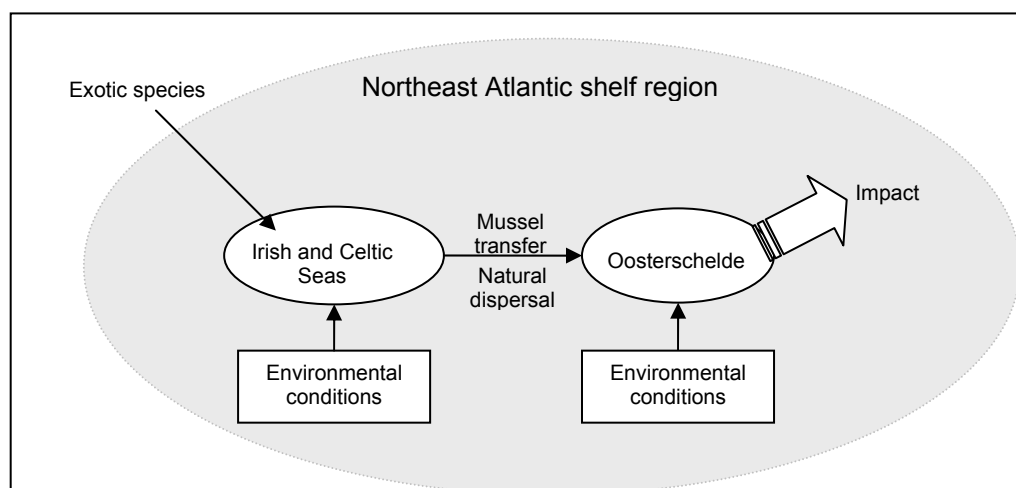 Northeast Atlantic shelf region
Exotic species
Impact
Mussel
transfer
Irish and Celtic
Seas
Oosterschelde
Natural
dispersal
Environmental
conditions
Environmental
conditions